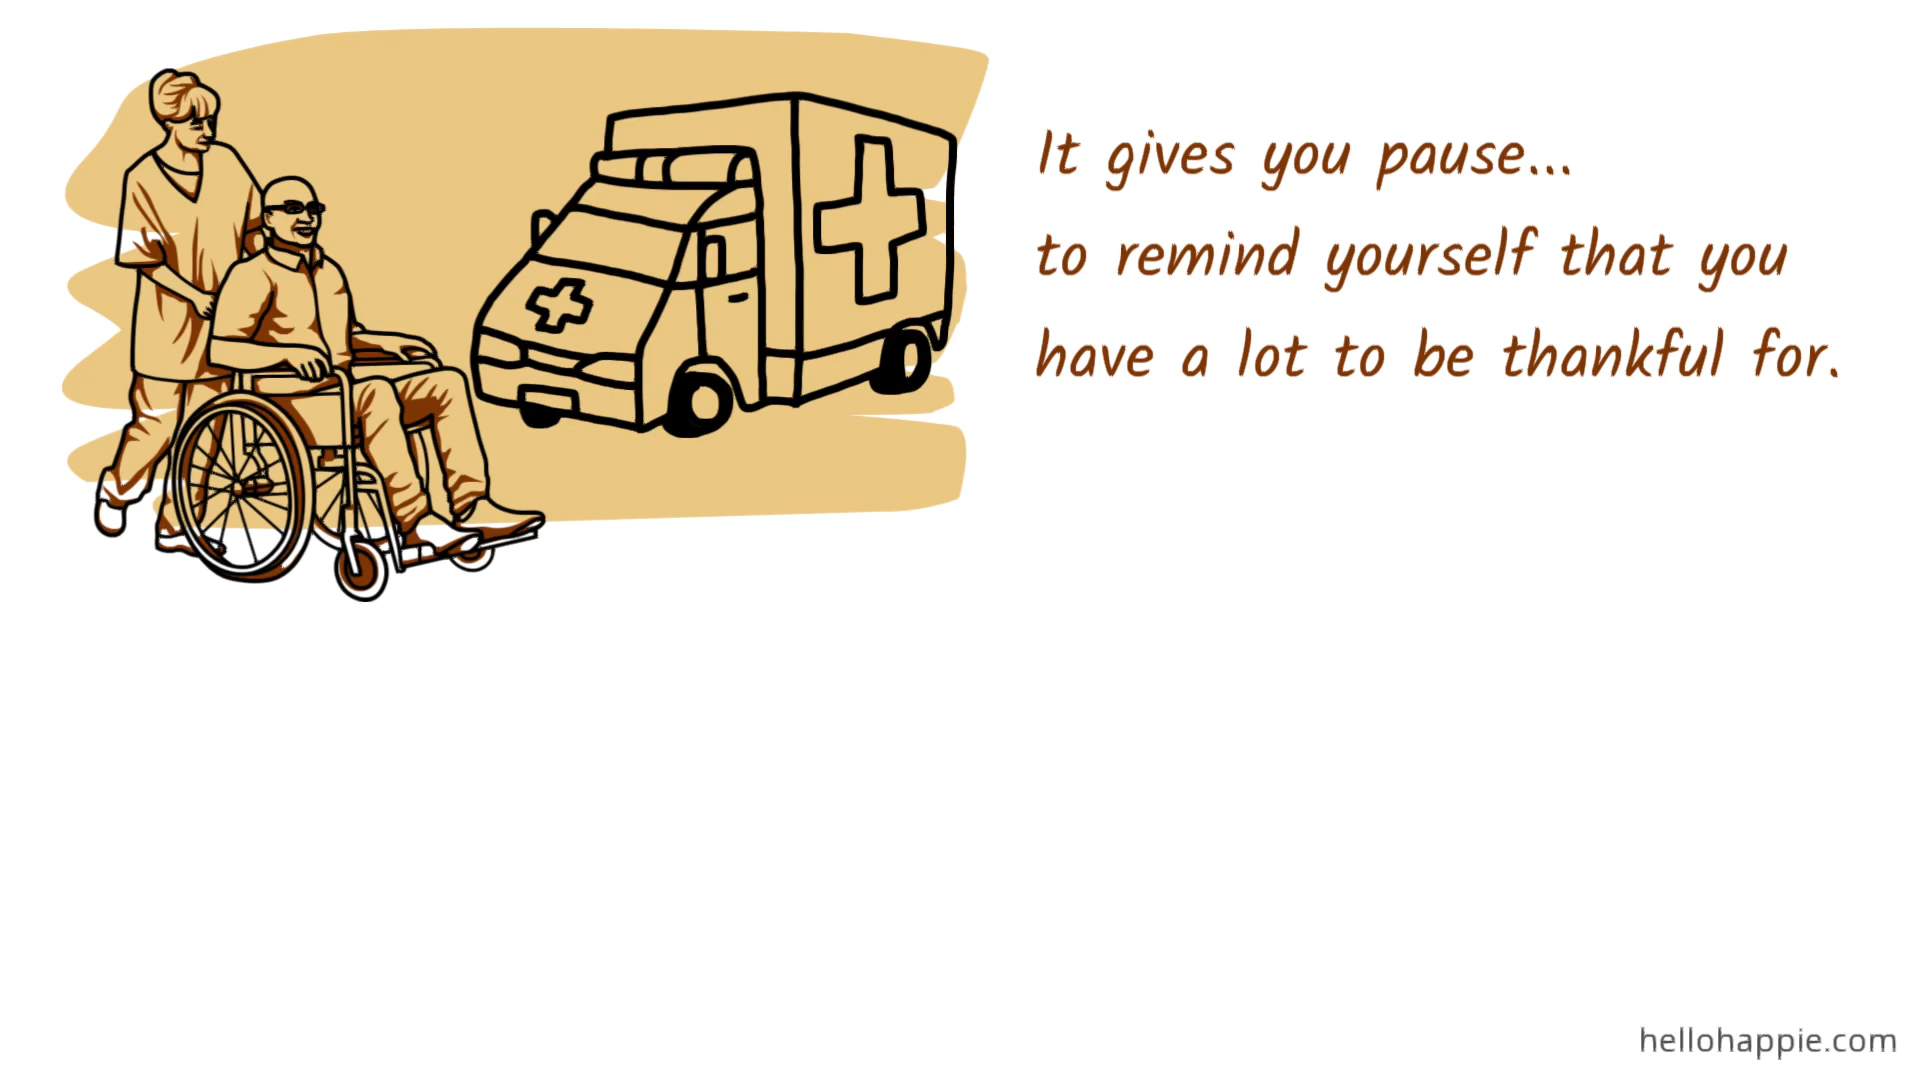 It gives you pause...
to remind yourself that you
have a lot to be thankful for.
hellohappie.com